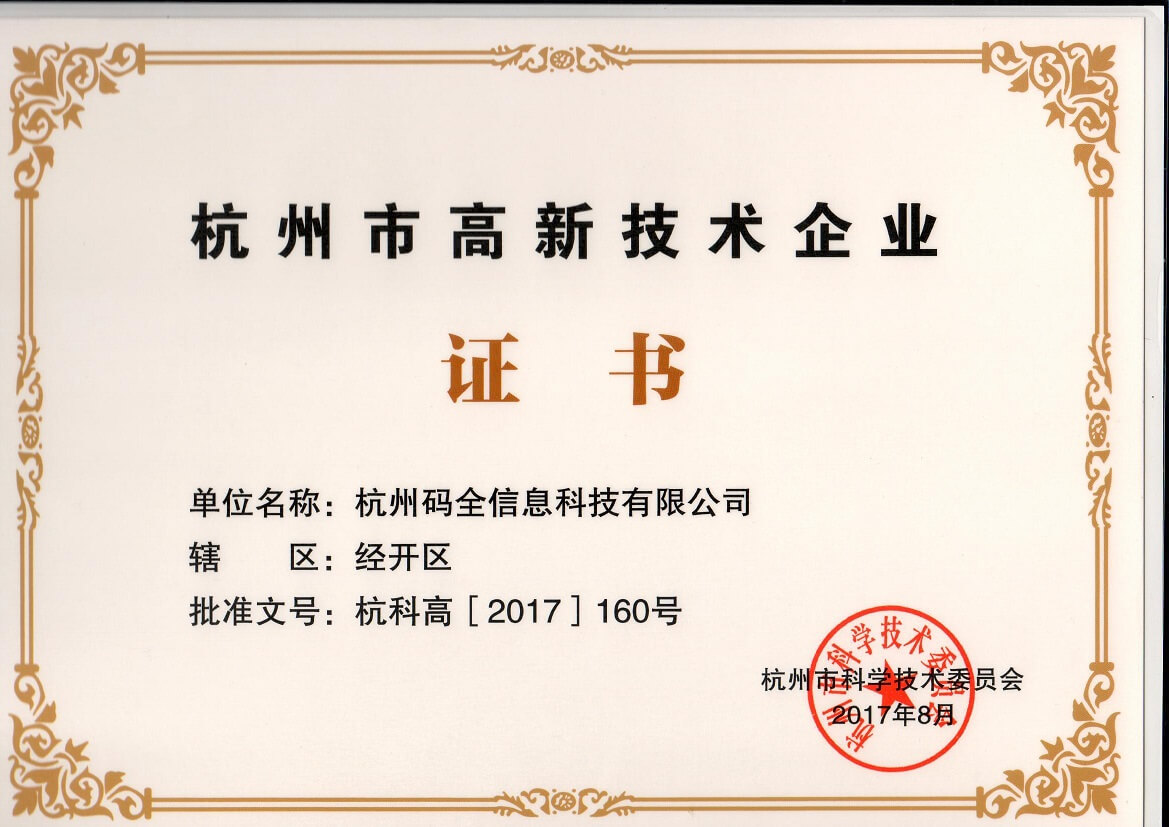 杭州市高新技术企业
证 书
单位名称：杭州码全信息科技有限公司
辖 区：经开区
批准文号：杭科高［2017］160号
杭州市科学技术委员会
2017年8月
杭州市科学技术委员会